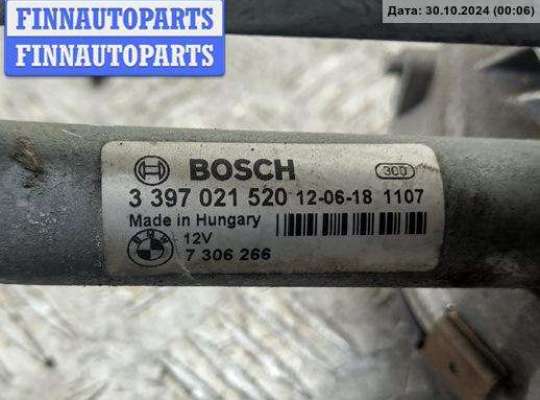 FINNAUTOPARTS
FINNAUTOPARTS
Дата: 30.10.2024 (00:06)
BOSCH 300
3 397 021 520 12-06-18 1107
Made in Hungary
BMW 12V
7 306 266